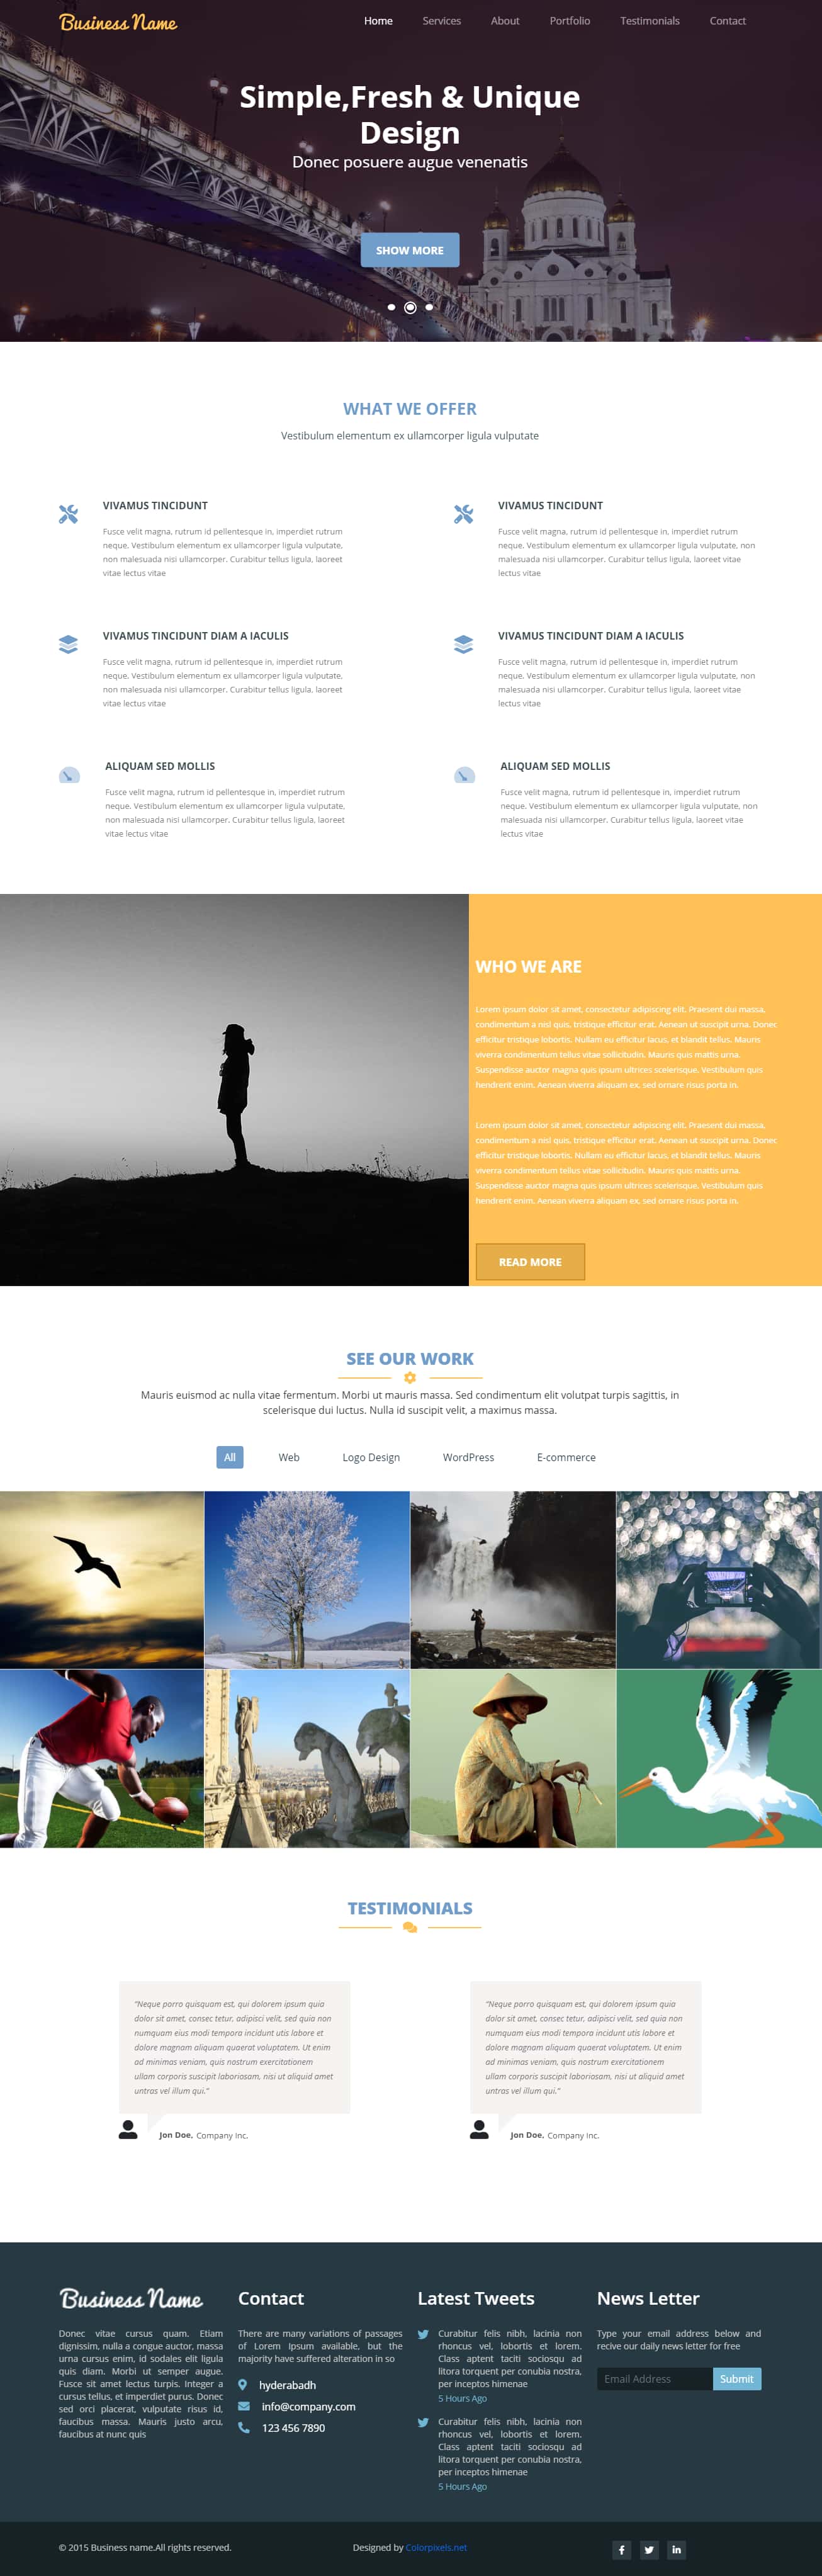 Business Name
Home Services About Portfolio Testimonials Contact
Simple,Fresh & Unique
Design
Donec posuere augue venenatis
SHOW MORE
WHAT WE OFFER
Vestibulum elementum ex ullamcorper ligula vulputate
VIVAMUS TINCIDUNT
Fusce velit magna, rutrum id pellentesque in, imperdiet rutrum
neque. Vestibulum elementum ex ullamcorper ligula vulputate,
non malesuada nisi ullamcorper. Curabitur tellus ligula, laoreet
vitae lectus vitae
VIVAMUS TINCIDUNT
Fusce velit magna, rutrum id pellentesque in, imperdiet rutrum
neque. Vestibulum elementum ex ullamcorper ligula vulputate, non
malesuada nisi ullamcorper. Curabitur tellus ligula, laoreet vitae
lectus vitae
VIVAMUS TINCIDUNT DIAM A IACULIS
Fusce velit magna, rutrum id pellentesque in, imperdiet rutrum
neque. Vestibulum elementum ex ullamcorper ligula vulputate,
non malesuada nisi ullamcorper. Curabitur tellus ligula, laoreet
vitae lectus vitae
VIVAMUS TINCIDUNT DIAM A IACULIS
Fusce velit magna, rutrum id pellentesque in, imperdiet rutrum
neque. Vestibulum elementum ex ullamcorper ligula vulputate, non
malesuada nisi ullamcorper. Curabitur tellus ligula, laoreet vitae
lectus vitae
ALIQUAM SED MOLLIS
Fusce velit magna, rutrum id pellentesque in, imperdiet rutrum
neque. Vestibulum elementum ex ullamcorper ligula vulputate,
non malesuada nisi ullamcorper. Curabitur tellus ligula, laoreet
vitae lectus vitae
ALIQUAM SED MOLLIS
Fusce velit magna, rutrum id pellentesque in, imperdiet rutrum
neque. Vestibulum elementum ex ullamcorper ligula vulputate, non
malesuada nisi ullamcorper. Curabitur tellus ligula, laoreet vitae
lectus vitae
WHO WE ARE
Lorem ipsum dolor sit amet, consectetur adipiscing elit. Praesent dui massa,
condimentum a nisl quis, tristique efficitur erat. Aenean ut suscipit urna. Donec
efficitur tristique lobortis. Nullam eu efficitur lacus, et blandit tellus. Mauris
viverra condimentum tellus vitae sollicitudin. Mauris quis mattis urna.
Suspendisse auctor magna quis ipsum ultrices scelerisque. Vestibulum quis
hendrerit enim. Aenean viverra aliquam ex, sed ornare risus porta in.
Lorem ipsum dolor sit amet, consectetur adipiscing elit. Praesent dui massa,
condimentum a nisl quis, tristique efficitur erat. Aenean ut suscipit urna. Donec
efficitur tristique lobortis. Nullam eu efficitur lacus, et blandit tellus. Mauris
viverra condimentum tellus vitae sollicitudin. Mauris quis mattis urna.
Suspendisse auctor magna quis ipsum ultrices scelerisque. Vestibulum quis
hendrerit enim. Aenean viverra aliquam ex, sed ornare risus porta in.
READ MORE
SEE OUR WORK
Mauris euismod ac nulla vitae fermentum. Morbi ut mauris massa. Sed condimentum elit volutpat turpis sagittis, in
scelerisque dui luctus. Nulla id suscipit velit, a maximus massa.
All Web Logo Design WordPress E-commerce
TESTIMONIALS
"Neque porro quisquam est, qui dolorem ipsum quia
dolor sit amet, consec tetur, adipisci velit, sed quia non
numquam eius modi tempora incidunt utis labore et
dolore magnam aliquam quaerat voluptatem. Ut enim
ad minimas veniam, quis nostrum exercitationem
ullam corporis suscipit laboriosam, nisi ut aliquid amet
untras vel illum qui."
Jon Doe, Company Inc.
"Neque porro quisquam est, qui dolorem ipsum quia
dolor sit amet, consec tetur, adipisci velit, sed quia non
numquam eius modi tempora incidunt utis labore et
dolore magnam aliquam quaerat voluptatem. Ut enim
ad minimas veniam, quis nostrum exercitationem
ullam corporis suscipit laboriosam, nisi ut aliquid amet
untras vel illum qui."
Jon Doe, Company Inc.
Business Name
Donec vitae cursus quam. Etiam
dignissim, nulla a congue auctor, massa
urna cursus enim, id sodales elit ligula
quis diam. Morbi ut semper augue.
Fusce sit amet lectus turpis. Integer a
cursus tellus, et imperdiet purus. Donec
sed orci placerat, vulputate risus id,
faucibus massa. Mauris justo arcu,
faucibus at nunc quis
Contact
There are many variations of passages
of Lorem Ipsum available, but the
majority have suffered alteration in so
hyderabadh
info@company.com
123 456 7890
Latest Tweets
Curabitur felis nibh, lacinia non
rhoncus vel, lobortis et lorem.
Class aptent taciti sociosqu ad
litora torquent per conubia nostra,
per inceptos himenae
5 Hours Ago
Curabitur felis nibh, lacinia non
rhoncus vel, lobortis et lorem.
Class aptent taciti sociosqu ad
litora torquent per conubia nostra,
per inceptos himenae
5 Hours Ago
News Letter
Type your email address below and
recive our daily news letter for free
Email Address Submit
© 2015 Business name.All rights reserved.
Designed by Colorpixels.net